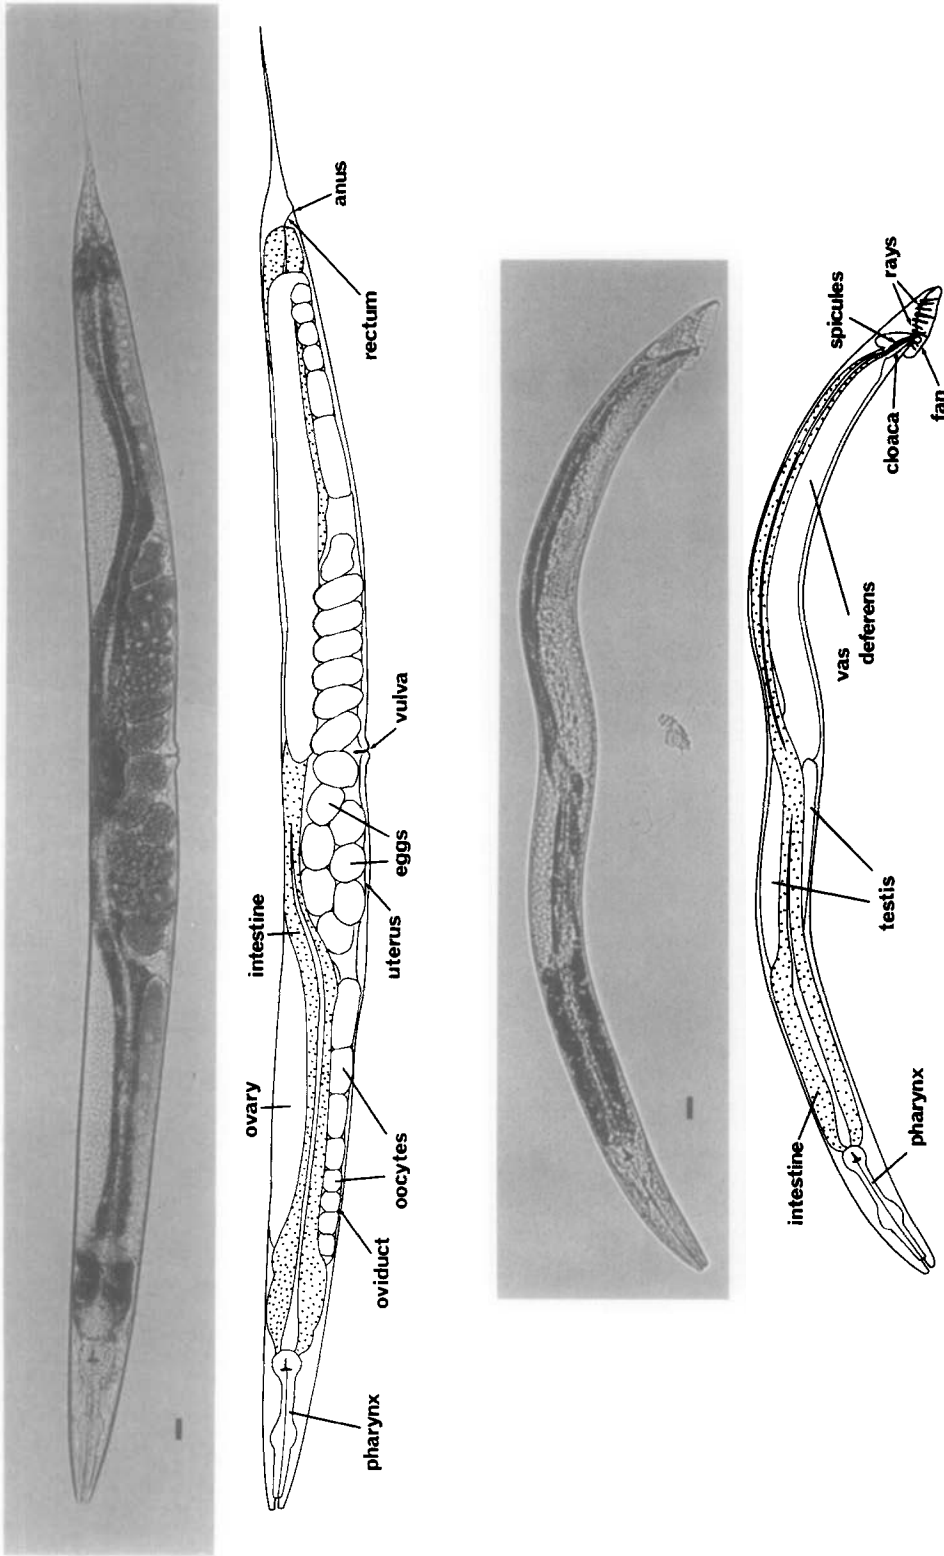 anus
rectum
vulva
eggs
intestine
uterus
ovary
oocytes
oviduct
pharynx
rays
spicules
cloaca
fan
vas
deferens
testis
pharynx
intestine